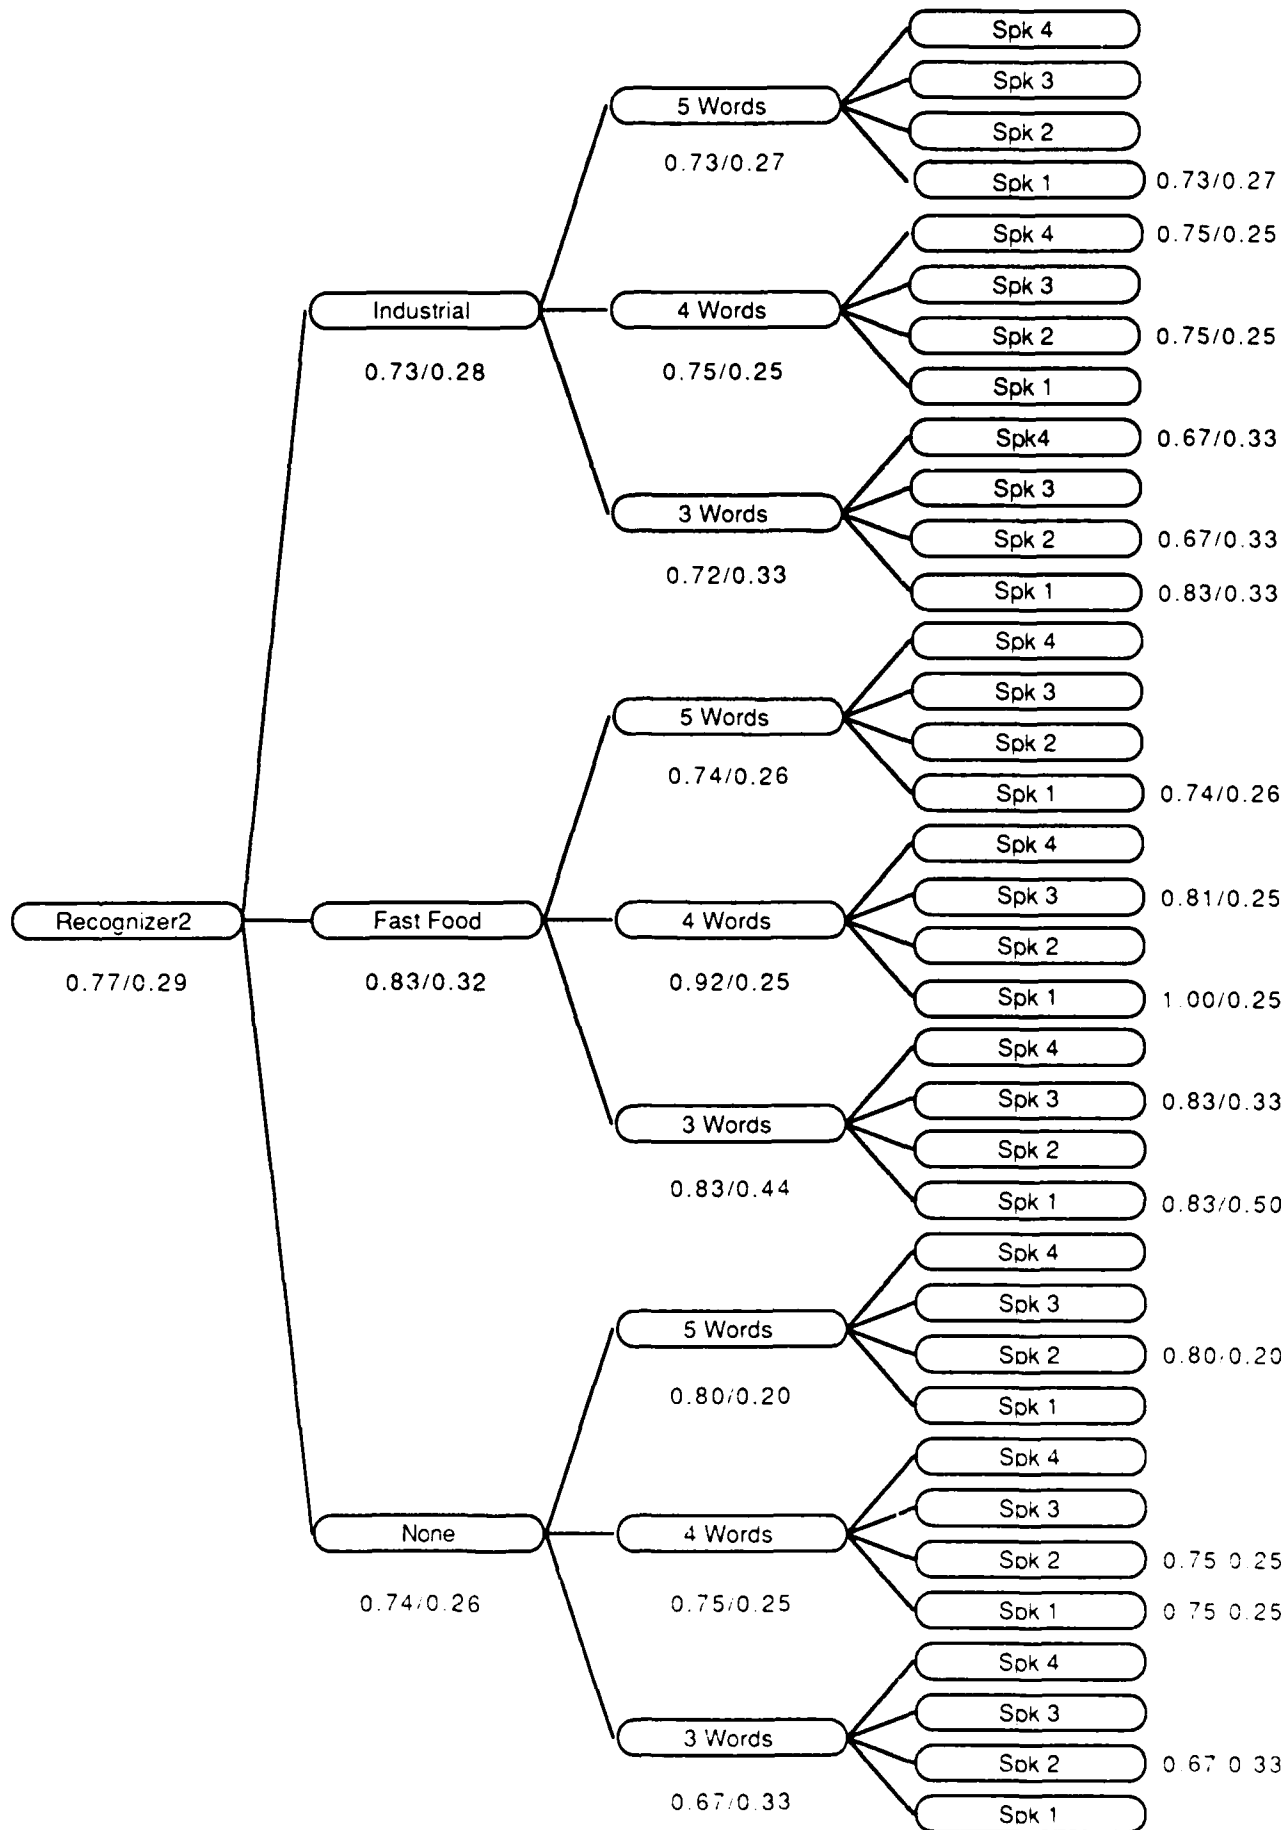 Spk 4
Spk 3
5 Words
Spk 2
0.73/0.27
Spk 1 0.73/0.27
Spk 4 0.75/0.25
Spk 3
Industrial
4 Words
Spk 2 0.75/0.25
0.73/0.28
0.75/0.25
Spk 1
Spk4 0.67/0.33
Spk 3
3 Words
Spk 2 0.67/0.33
0.72/0.33
Spk 1 0.83/0.33
Spk 4
Spk 3
5 Words
Spk 2
0.74/0.26
Spk 1 0.74/0.26
Spk 4
Spk 3 0.81/0.25
Recognizer2
Fast Food
4 Words
Spk 2
0.77/0.29
0.83/0.32
0.92/0.25
Spk 1 1.00/0.25
Spk 4
Spk 3 0.83/0.33
3 Words
Spk 2
0.83/0.44
Spk 1 0.83/0.50
Spk 4
Spk 3
5 Words
Spk 2 0.80/0.20
0.80/0.20
Spk 1
Spk 4
Spk 3
None
4 Words
Spk 2 0.75 0.25
0.74/0.26
0.75/0.25
Spk 1 0.75 0.25
Spk 4
Spk 3
3 Words
Spk 2 0.67 0.33
0.67/0.33
Spk 1